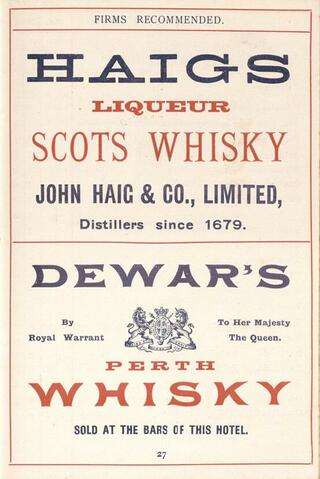 FIRMS RECOMMENDED.
HAIGS
LIQUEUR
SCOTS WHISKY
JOHN HAIG & CO., LIMITED,
Distillers since 1679.
DEWAR'S
By
Royal Warrant
To Her Majesty
The Queen.
PERTH
WHISKY
SOLD AT THE BARS OF THIS HOTEL.
27